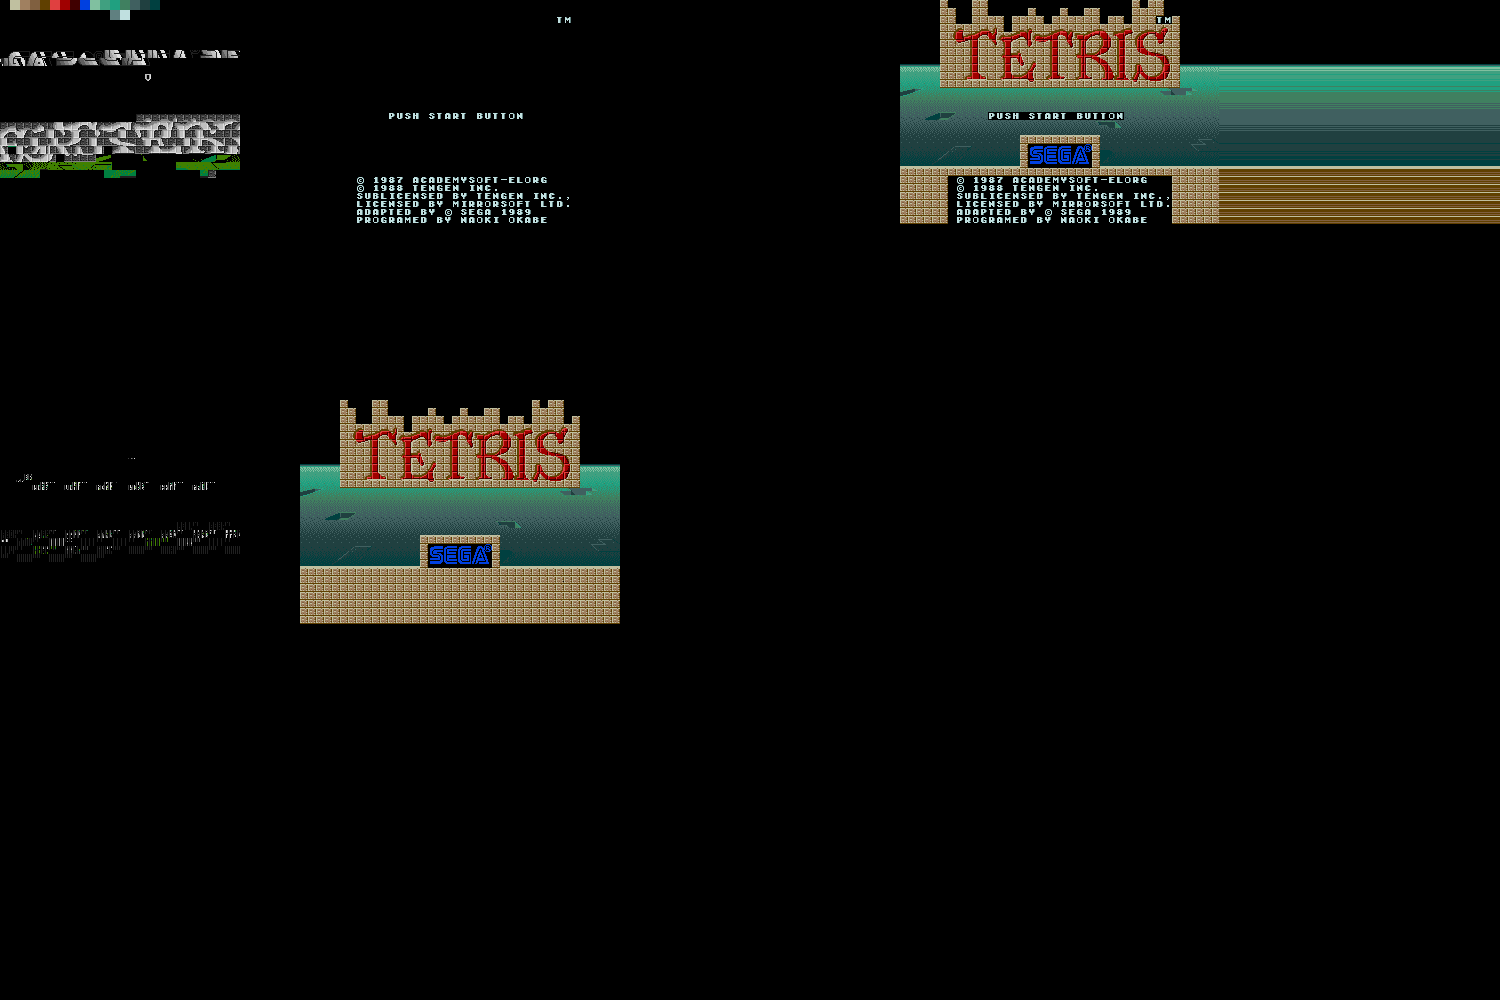 TM
PUSH START BUTTON
© 1987 ACADEMYSOFT-ELORG
© 1988 TENGEN INC.
SUBLICENSED BY TENGEN INC.,
LICENSED BY MIRRORSOFT LTD.
ADAPTED BY © SEGA 1989
PROGRAMED BY NAOKI OKABE
TM
TETRIS
PUSH START BUTTON
SEGA®
© 1987 ACADEMYSOFT-ELORG
© 1988 TENGEN INC.
SUBLICENSED BY TENGEN INC.,
LICENSED BY MIRRORSOFT LTD.
ADAPTED BY © SEGA 1989
PROGRAMED BY NAOKI OKABE
TETRIS
SEGA®